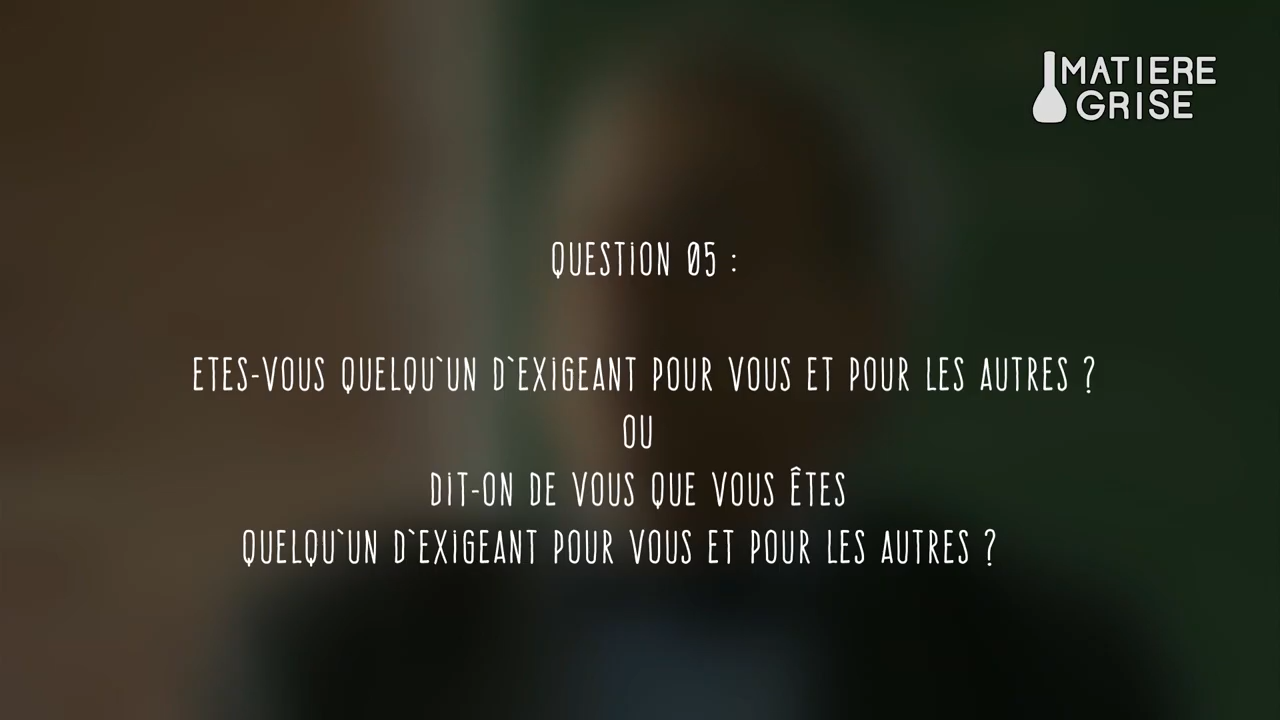 MATIERE
GRISE
QUESTION 05 :
ETES-VOUS QUELQU`UN D`EXIGEANT POUR VOUS ET POUR LES AUTRES ?
OU
DIT-ON DE VOUS QUE VOUS ÊTES
QUELQU`UN D`EXIGEANT POUR VOUS ET POUR LES AUTRES ?